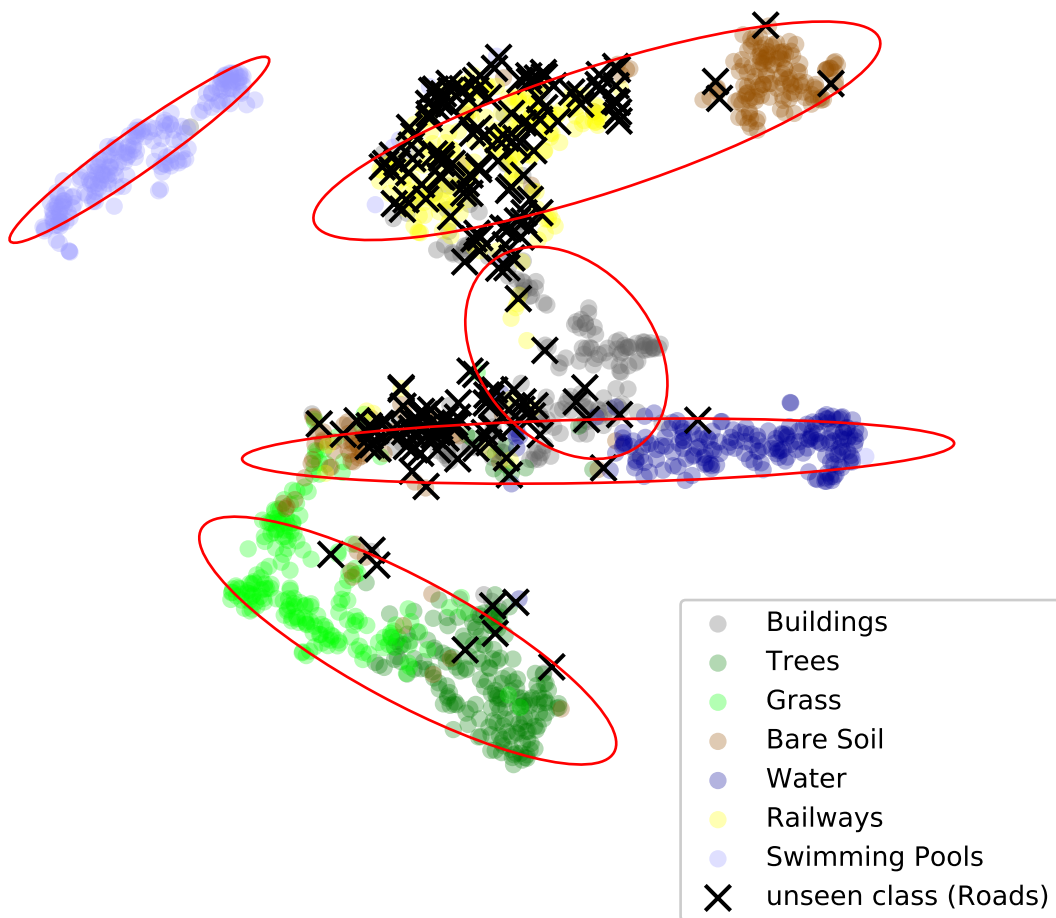 Buildings
Trees
Grass
Bare Soil
Water
Railways
Swimming Pools
unseen class (Roads)